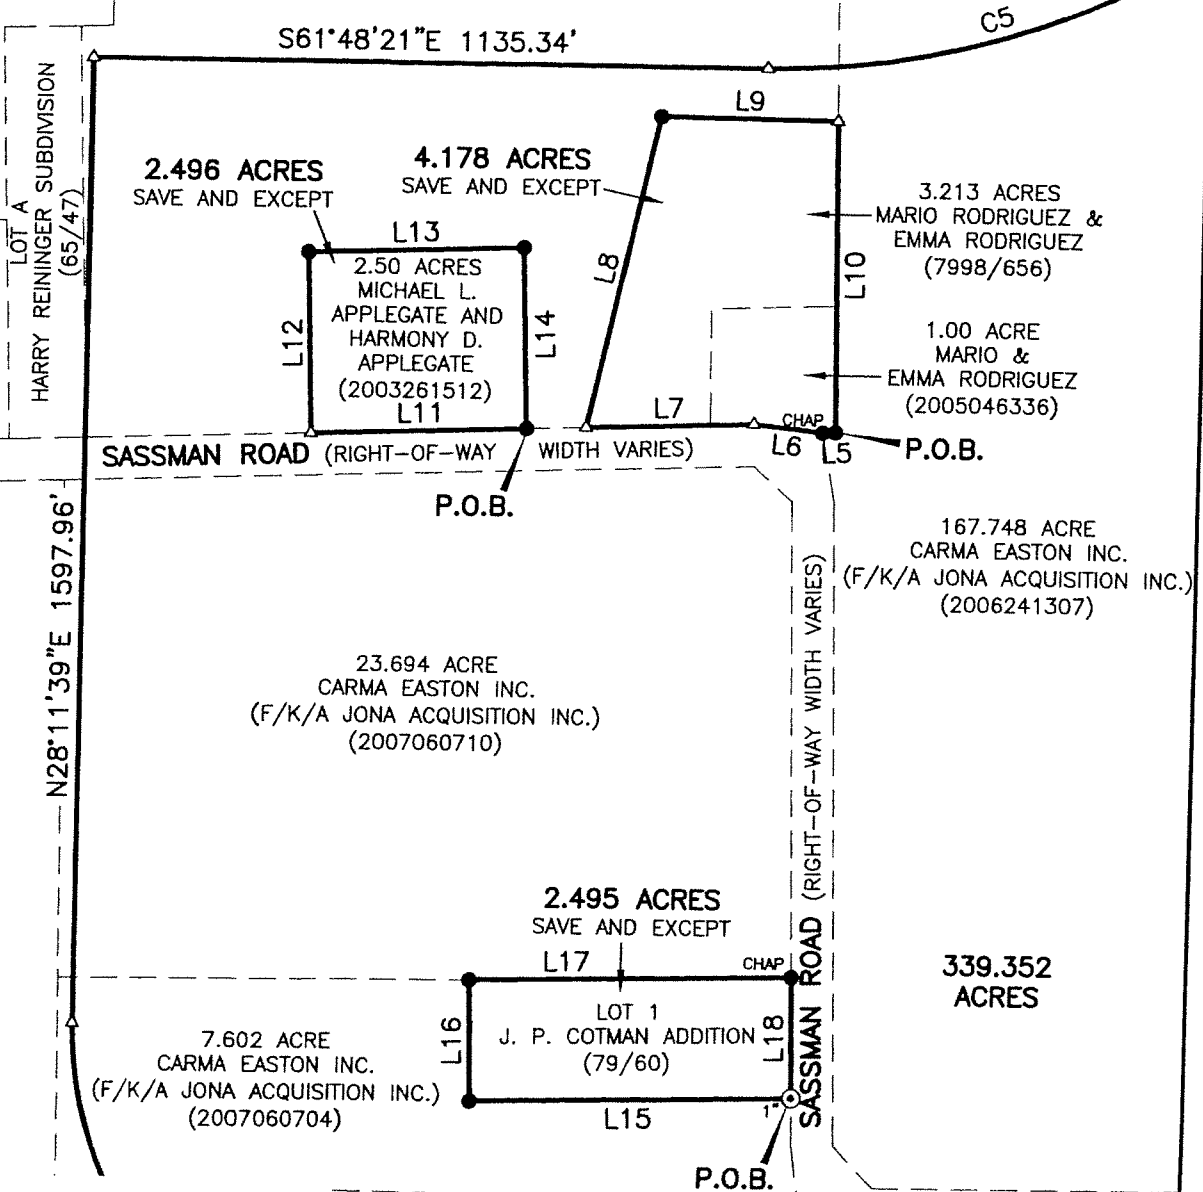 S61°48'21"E 1135.34'
C5
LOT A
HARRY REININGER SUBDIVISION
(65/47)
L9
2.496 ACRES
SAVE AND EXCEPT
4.178 ACRES
SAVE AND EXCEPT
3.213 ACRES
MARIO RODRIGUEZ &
EMMA RODRIGUEZ
(7998/656)
L13
L8
L10
2.50 ACRES
MICHAEL L.
APPLEGATE AND
HARMONY D.
APPLEGATE
(2003261512)
L12
L14
L11
1.00 ACRE
MARIO &
EMMA RODRIGUEZ
(2005046336)
L7
CHAP
L6
L5
P.O.B.
SASSMAN ROAD (RIGHT-OF-WAY WIDTH VARIES)
P.O.B.
N28°11'39"E 1597.96'
167.748 ACRE
CARMA EASTON INC.
(F/K/A JONA ACQUISITION INC.)
(2006241307)
23.694 ACRE
CARMA EASTON INC.
(F/K/A JONA ACQUISITION INC.)
(2007060710)
SASSMAN ROAD (RIGHT-OF-WAY WIDTH VARIES)
2.495 ACRES
SAVE AND EXCEPT
L17
CHAP
339.352
ACRES
LOT 1
J. P. COTMAN ADDITION
(79/60)
L16
L18
7.602 ACRE
CARMA EASTON INC.
(F/K/A JONA ACQUISITION INC.)
(2007060704)
L15
1"
P.O.B.